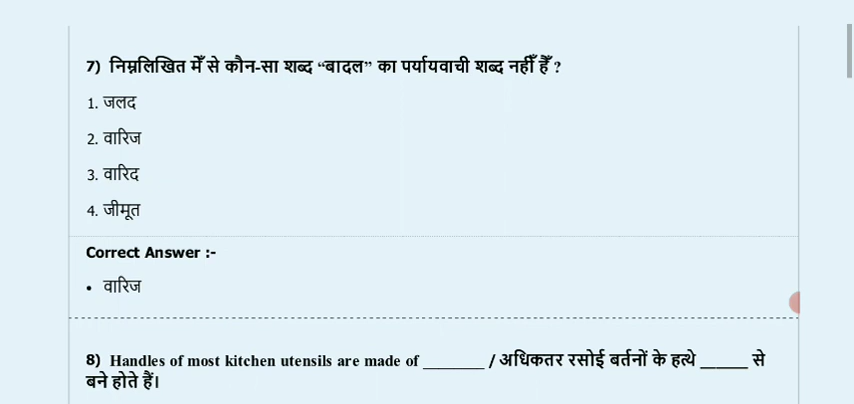 7) निम्नलिखित मेँ से कौन-सा शब्द “बादल” का पर्यायवाची शब्द नहीँ हैँ ?
1. जलद
2. वारिज
3. वारिद
4. जीमूत
Correct Answer :-
• वारिज
8) Handles of most kitchen utensils are made of _______ / अधिकतर रसोई बर्तनों के हत्थे ______ से
बने होते हैं।